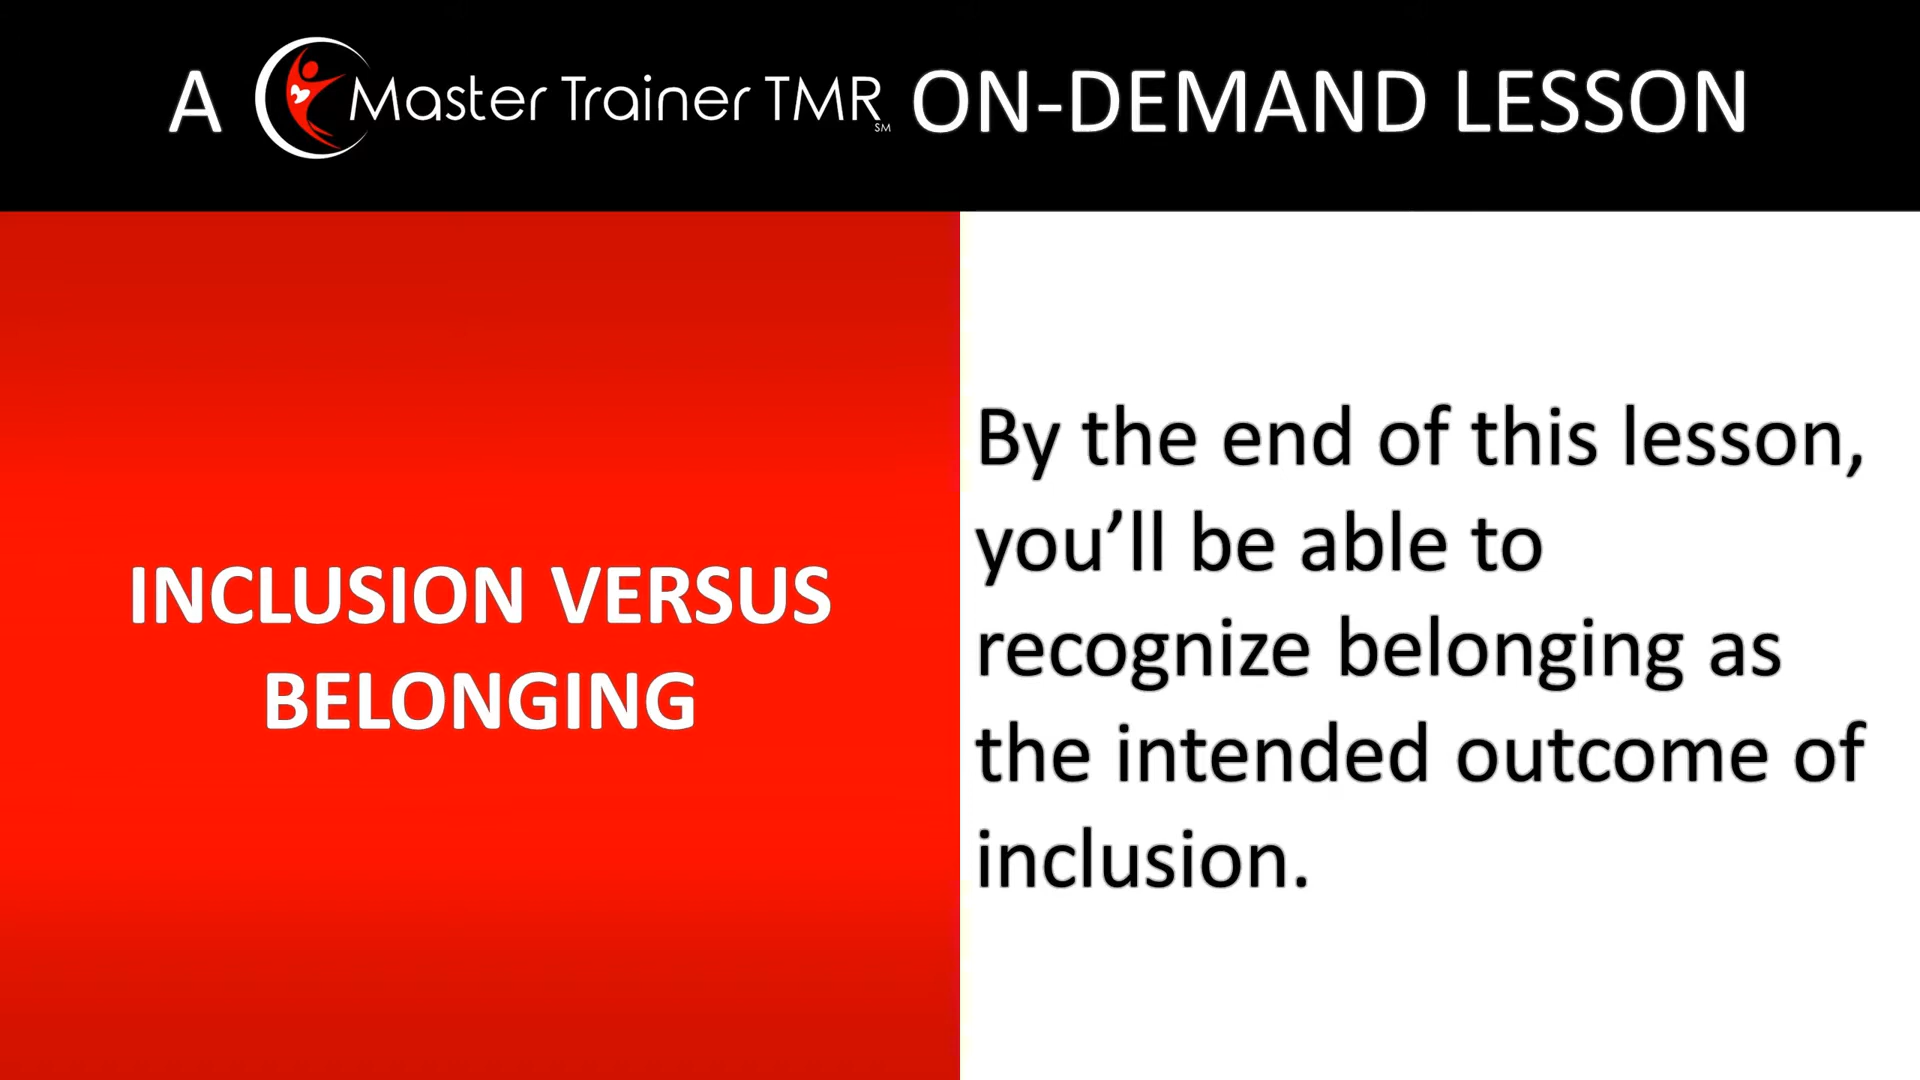 A Master Trainer TMR SM ON-DEMAND LESSON
INCLUSION VERSUS
BELONGING
By the end of this lesson,
you’ll be able to
recognize belonging as
the intended outcome of
inclusion.